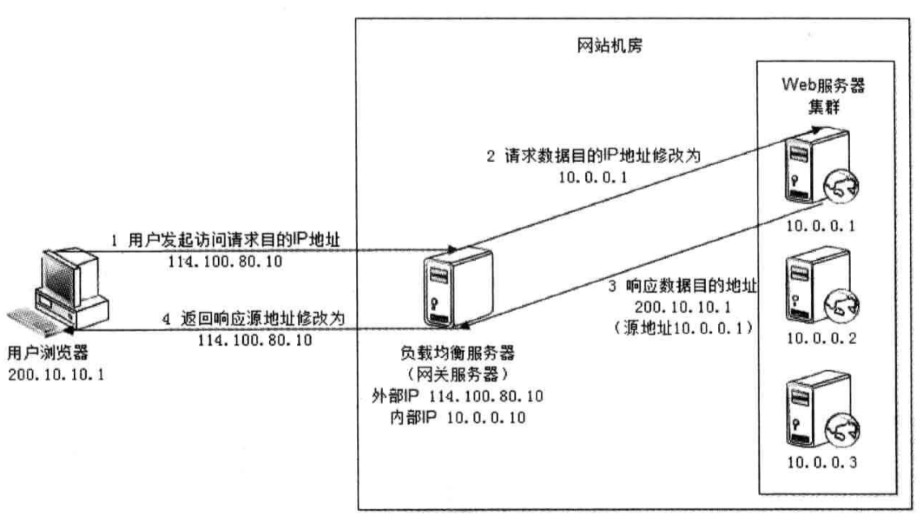 网站机房
Web服务器
集群
2 请求数据目的IP地址修改为
10.0.0.1
10.0.0.1
1 用户发起访问请求目的IP地址
114.100.80.10
3 响应数据目的地址
200.10.10.1
（源地址10.0.0.1）
4 返回响应源地址修改为
114.100.80.10
10.0.0.2
用户浏览器
200.10.10.1
负载均衡服务器
（网关服务器）
外部IP 114.100.80.10
内部IP 10.0.0.10
10.0.0.3